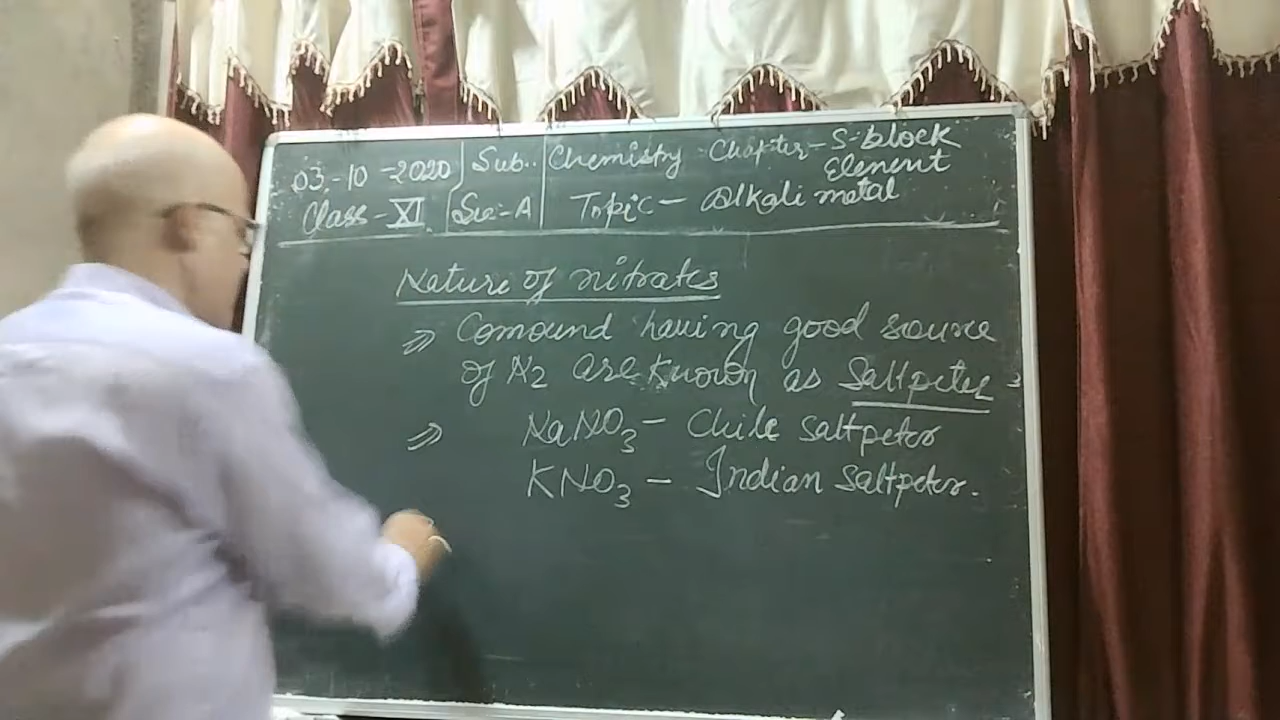 03-10-2020 Sub.. Chemistry Chapter- S-block
Element
Class-XI Sec-A Topic- Alkali metal
Nature of nitrates
⇒ Comound having good source
of N2 are known as Saltpeter
⇒ NaNO3 - Chile saltpeter
KNO3 - Indian saltpeter.